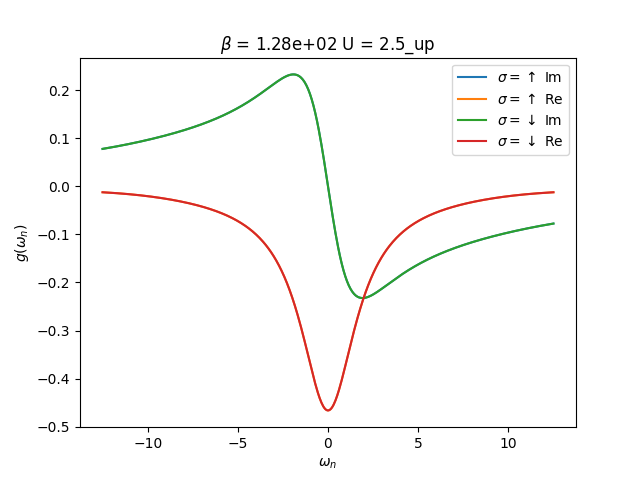 β = 1.28e+02 U = 2.5_up
σ = ↑ Im
σ = ↑ Re
σ = ↓ Im
σ = ↓ Re
0.2
0.1
0.0
−0.1
−0.2
−0.3
−0.4
−0.5
g(ωₙ)
−10 −5 0 5 10
ωₙ